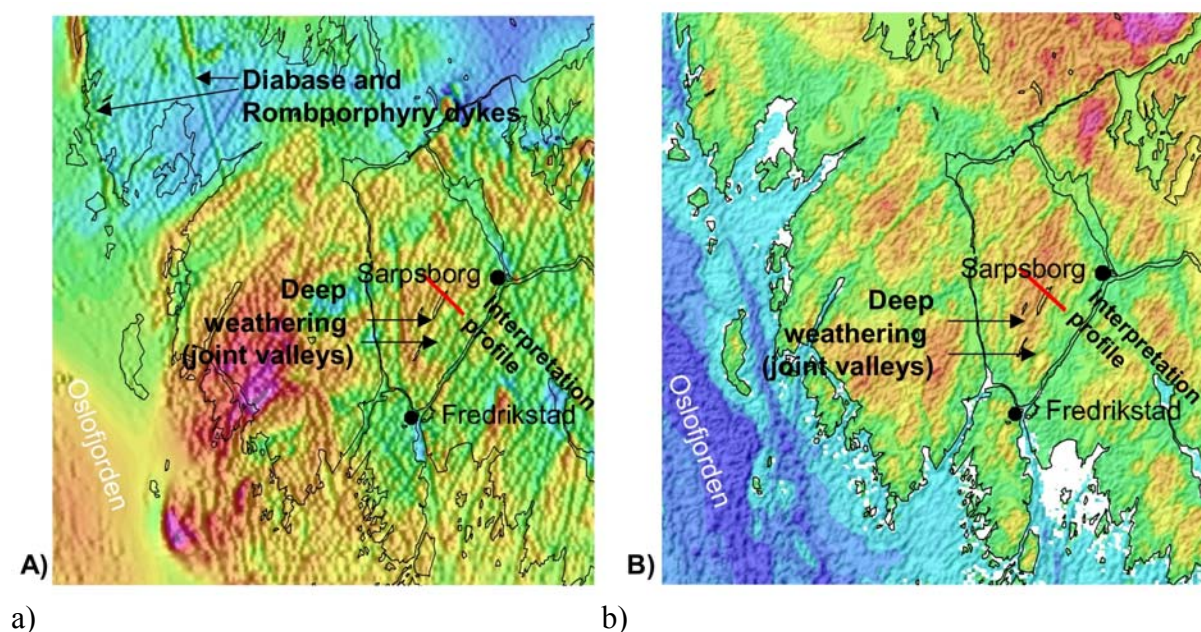 Diabase and
Rombporphyry dykes
Sarpsborg
Deep
weathering
(joint valleys)
Interpretation
profile
Fredrikstad
Oslofjorden
A)
Sarpsborg
Deep
weathering
(joint valleys)
Interpretation
profile
Fredrikstad
Oslofjorden
B)
a)
b)